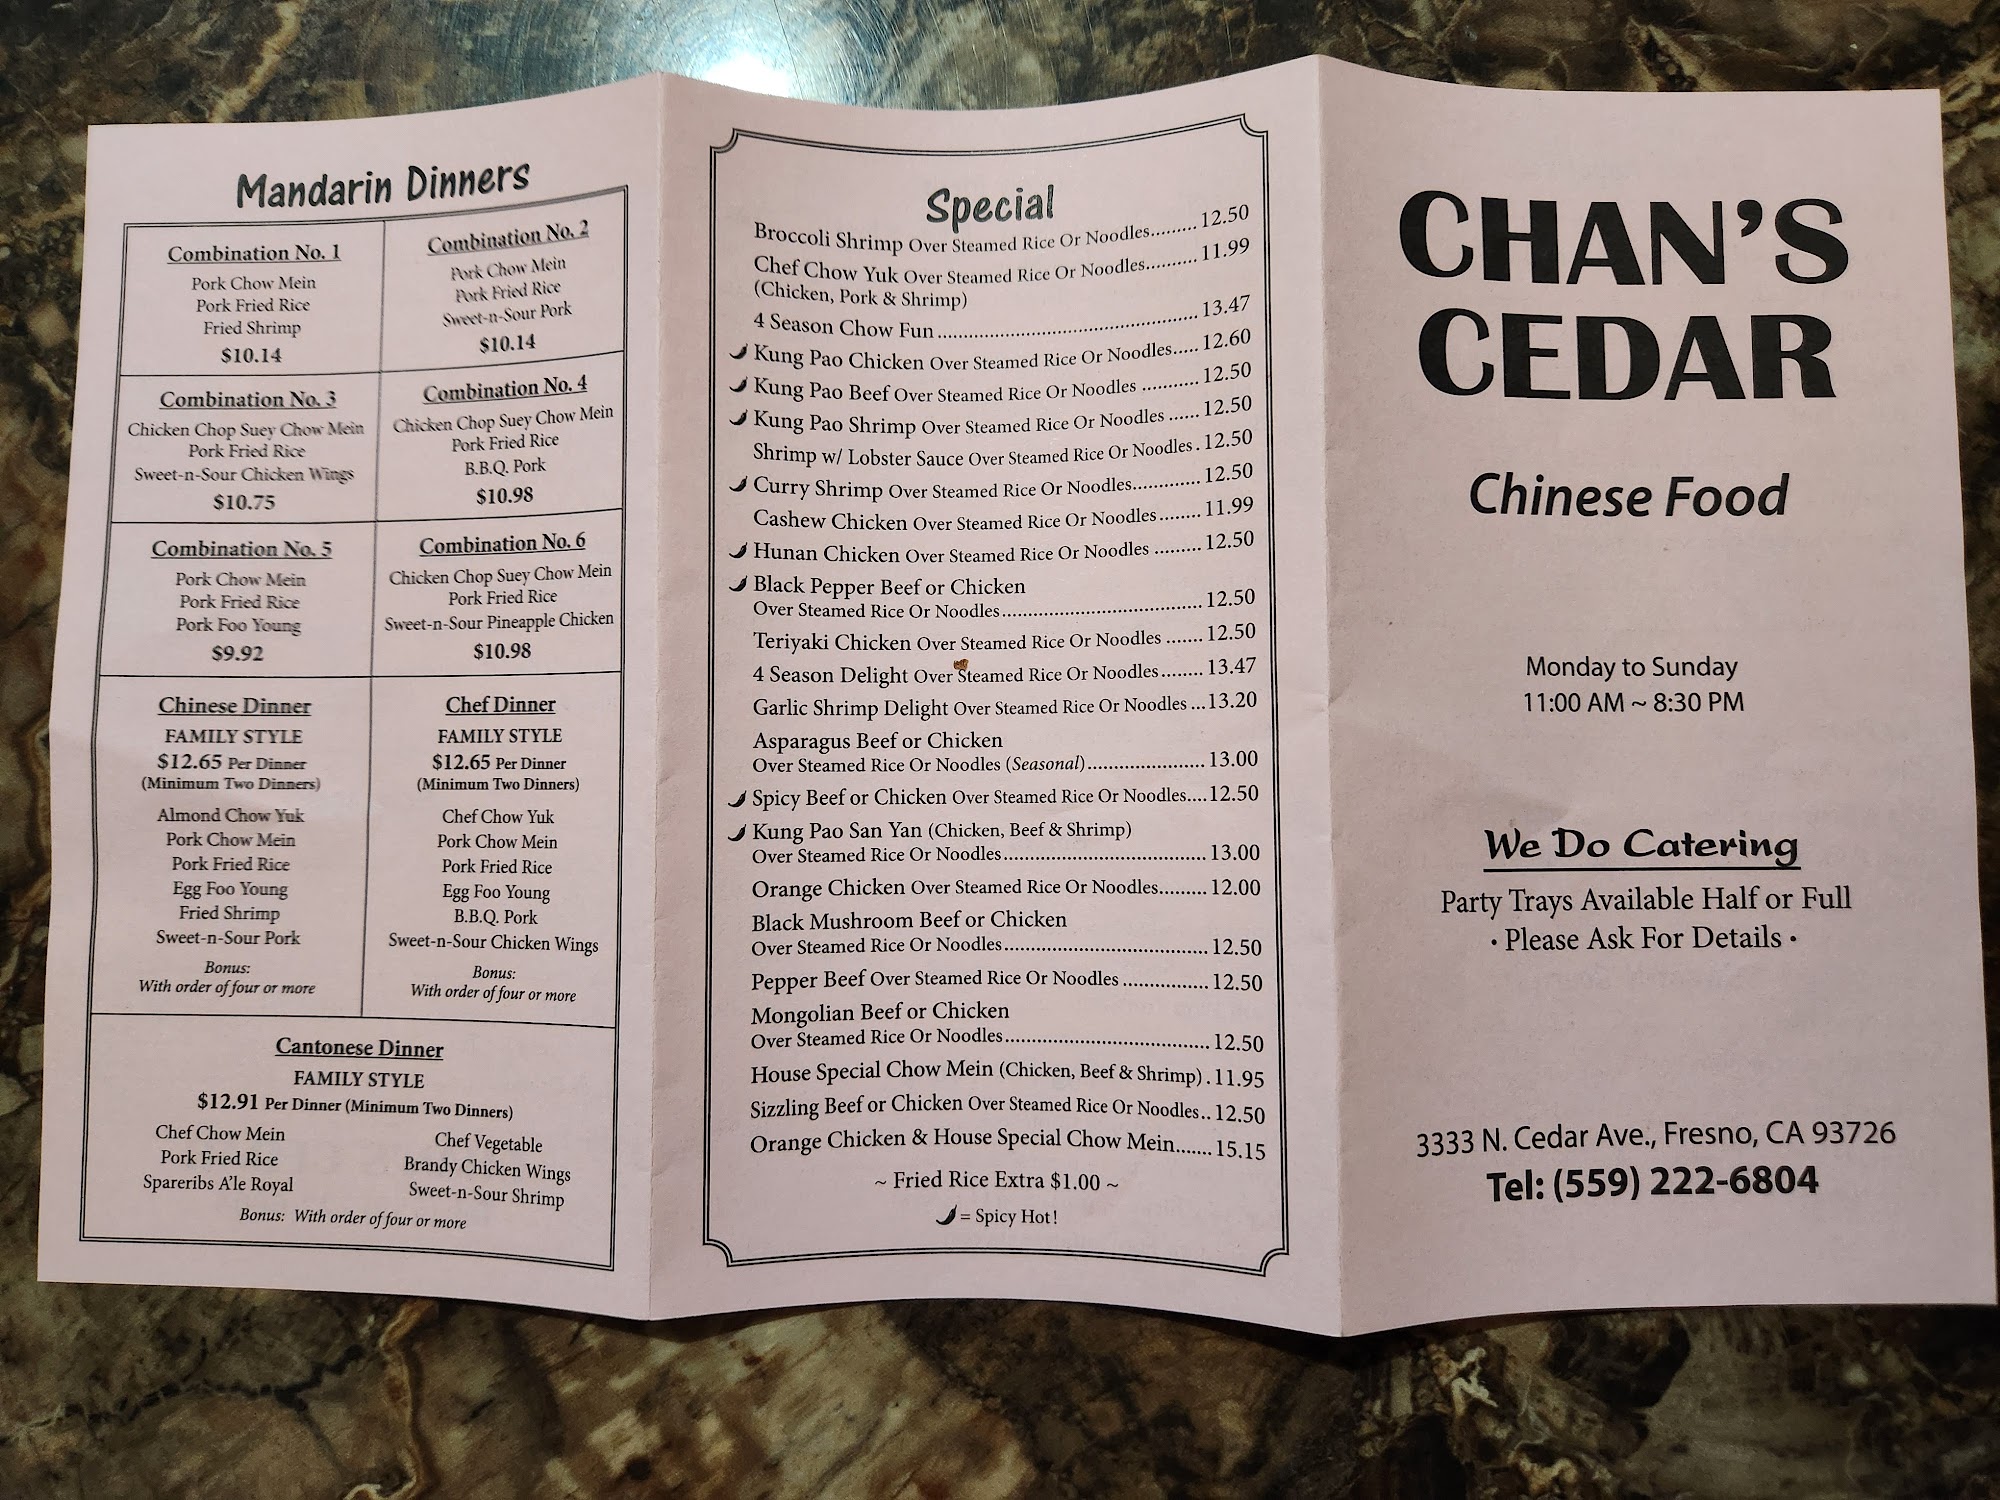 Mandarin Dinners
Combination No. 1
Pork Chow Mein
Pork Fried Rice
Fried Shrimp
$10.14
Combination No. 2
Pork Chow Mein
Pork Fried Rice
Sweet-n-Sour Pork
$10.14
Combination No. 3
Chicken Chop Suey Chow Mein
Pork Fried Rice
Sweet-n-Sour Chicken Wings
$10.75
Combination No. 4
Chicken Chop Suey Chow Mein
Pork Fried Rice
B.B.Q. Pork
$10.98
Combination No. 5
Pork Chow Mein
Pork Fried Rice
Pork Foo Young
$9.92
Combination No. 6
Chicken Chop Suey Chow Mein
Pork Fried Rice
Sweet-n-Sour Pineapple Chicken
$10.98
Chinese Dinner
FAMILY STYLE
$12.65 Per Dinner
(Minimum Two Dinners)
Almond Chow Yuk
Pork Chow Mein
Pork Fried Rice
Egg Foo Young
Fried Shrimp
Sweet-n-Sour Pork
Bonus:
With order of four or more
Chef Dinner
FAMILY STYLE
$12.65 Per Dinner
(Minimum Two Dinners)
Chef Chow Yuk
Pork Chow Mein
Pork Fried Rice
Egg Foo Young
B.B.Q. Pork
Sweet-n-Sour Chicken Wings
Bonus:
With order of four or more
Cantonese Dinner
FAMILY STYLE
$12.91 Per Dinner (Minimum Two Dinners)
Chef Chow Mein
Pork Fried Rice
Spareribs A'le Royal
Chef Vegetable
Brandy Chicken Wings
Sweet-n-Sour Shrimp
Bonus: With order of four or more
Special
Broccoli Shrimp Over Steamed Rice Or Noodles......... 12.50
Chef Chow Yuk Over Steamed Rice Or Noodles.......... 11.99
(Chicken, Pork & Shrimp)
4 Season Chow Fun ................................................ 13.47
Kung Pao Chicken Over Steamed Rice Or Noodles..... 12.60
Kung Pao Beef Over Steamed Rice Or Noodles ........... 12.50
Kung Pao Shrimp Over Steamed Rice Or Noodles ...... 12.50
Shrimp w/ Lobster Sauce Over Steamed Rice Or Noodles . 12.50
Curry Shrimp Over Steamed Rice Or Noodles............. 12.50
Cashew Chicken Over Steamed Rice Or Noodles........ 11.99
Hunan Chicken Over Steamed Rice Or Noodles ......... 12.50
Black Pepper Beef or Chicken
Over Steamed Rice Or Noodles...................................... 12.50
Teriyaki Chicken Over Steamed Rice Or Noodles ....... 12.50
4 Season Delight Over Steamed Rice Or Noodles........ 13.47
Garlic Shrimp Delight Over Steamed Rice Or Noodles ...13.20
Asparagus Beef or Chicken
Over Steamed Rice Or Noodles (Seasonal)...................... 13.00
Spicy Beef or Chicken Over Steamed Rice Or Noodles....12.50
Kung Pao San Yan (Chicken, Beef & Shrimp)
Over Steamed Rice Or Noodles...................................... 13.00
Orange Chicken Over Steamed Rice Or Noodles......... 12.00
Black Mushroom Beef or Chicken
Over Steamed Rice Or Noodles...................................... 12.50
Pepper Beef Over Steamed Rice Or Noodles ................ 12.50
Mongolian Beef or Chicken
Over Steamed Rice Or Noodles...................................... 12.50
House Special Chow Mein (Chicken, Beef & Shrimp) . 11.95
Sizzling Beef or Chicken Over Steamed Rice Or Noodles.. 12.50
Orange Chicken & House Special Chow Mein....... 15.15
~ Fried Rice Extra $1.00 ~
= Spicy Hot!
CHAN'S
CEDAR
Chinese Food
Monday to Sunday
11:00 AM ~ 8:30 PM
We Do Catering
Party Trays Available Half or Full
• Please Ask For Details •
3333 N. Cedar Ave., Fresno, CA 93726
Tel: (559) 222-6804